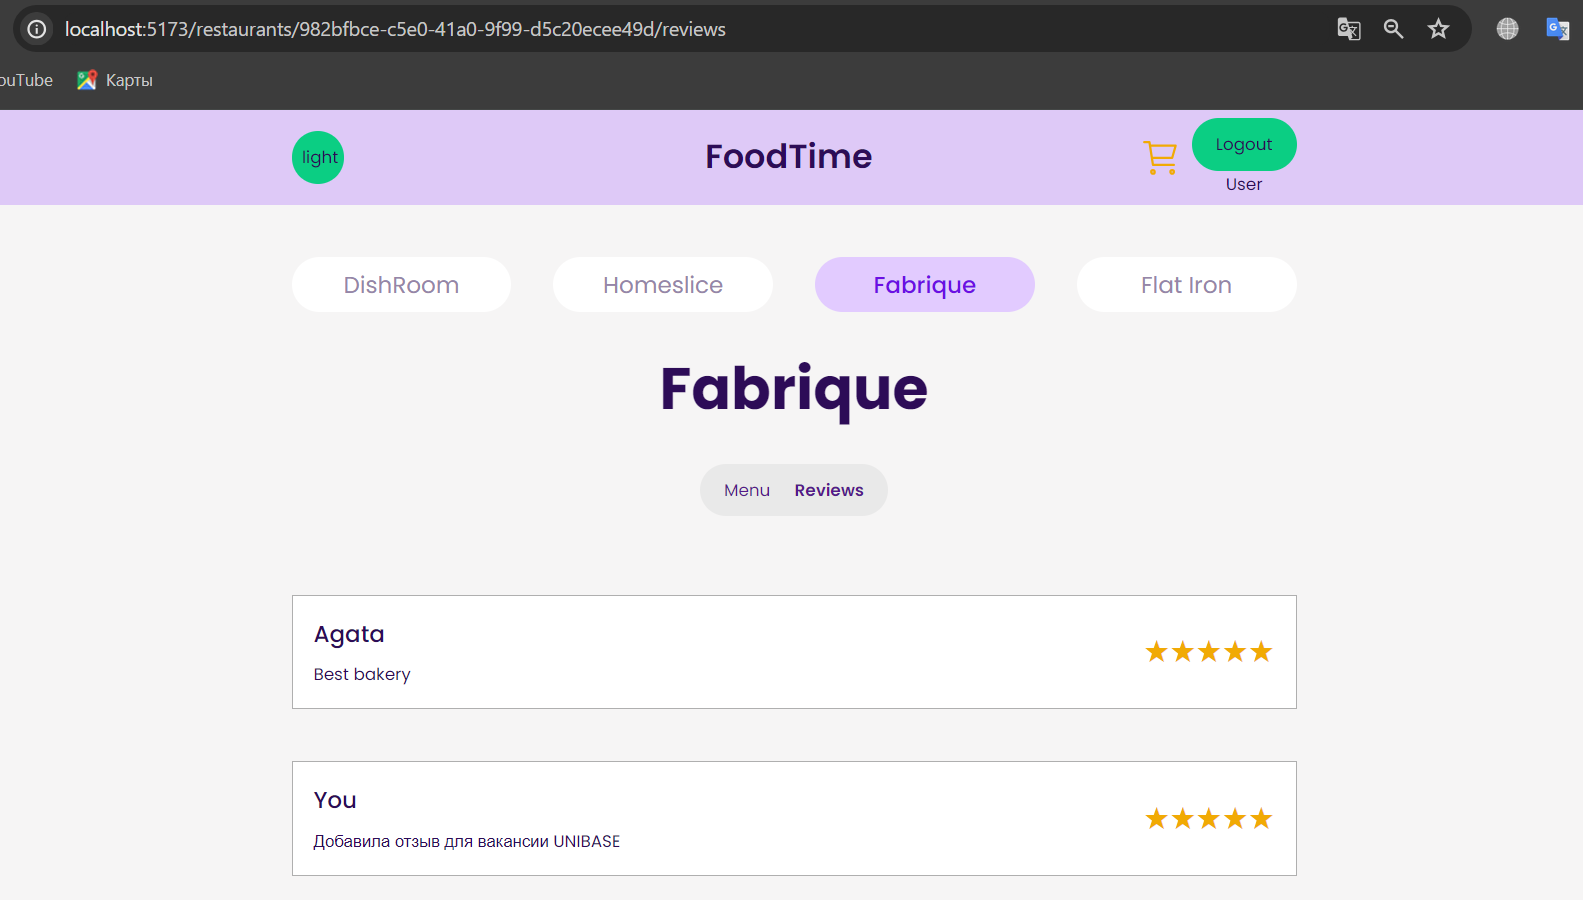 localhost:5173/restaurants/982bfbce-c5e0-41a0-9f99-d5c20ecee49d/reviews
ouTube Карты
light FoodTime Logout
User
DishRoom Homeslice Fabrique Flat Iron
Fabrique
Menu Reviews
Agata
Best bakery
★★★★★
You
Добавила отзыв для вакансии UNIBASE
★★★★★